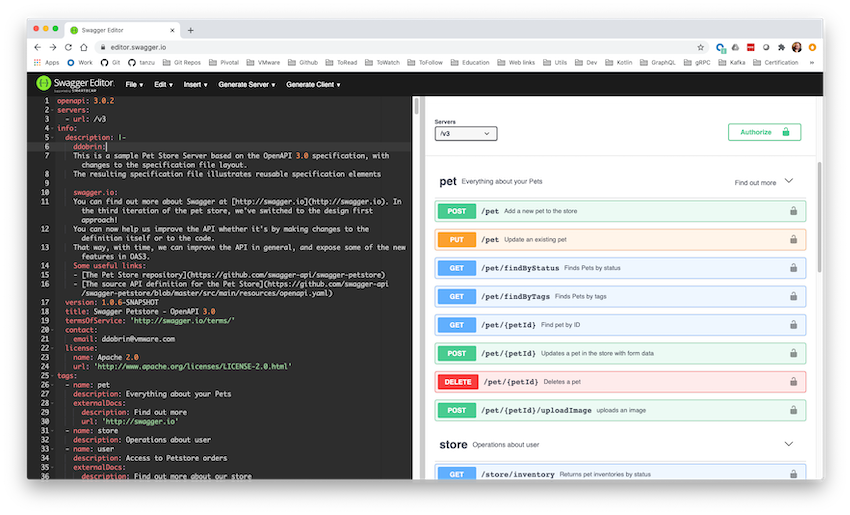 Swagger Editor
editor.swagger.io
Apps
Work
Git
tanzu
Git Repos
Pivotal
VMware
Github
ToRead
ToWatch
ToFollow
Education
Web links
Utils
Dev
Kotlin
GraphQL
gRPC
Kafka
Certification
»
Swagger Editor.
File
Edit
Insert
Generate Server
Generate Client
1 openapi: 3.0.2
2 servers:
3 - url: /v3
4 info:
5 description: |-
6 ddobrin:
7 This is a sample Pet Store Server based on the OpenAPI 3.0 specification, with
changes to the specification file layout.
8 The resulting specification file illustrates reusable specification elements
9
10 swagger.io:
11 You can find out more about Swagger at [http://swagger.io](http://swagger.io). In
the third iteration of the pet store, we've switched to the design first
approach!
12 You can now help us improve the API whether it's by making changes to the
definition itself or to the code.
13 That way, with time, we can improve the API in general, and expose some of the new
features in OAS3.
14 Some useful links:
15 - [The Pet Store repository](https://github.com/swagger-api/swagger-petstore)
16 - [The source API definition for the Pet Store](https://github.com/swagger-api
/swagger-petstore/blob/master/src/main/resources/openapi.yaml)
17 version: 1.0.6-SNAPSHOT
18 title: Swagger Petstore - OpenAPI 3.0
19 termsOfService: 'http://swagger.io/terms/'
20 contact:
21 email: ddobrin@vmware.com
22 license:
23 name: Apache 2.0
24 url: 'http://www.apache.org/licenses/LICENSE-2.0.html'
25 tags:
26 - name: pet
27 description: Everything about your Pets
28 externalDocs:
29 description: Find out more
30 url: 'http://swagger.io'
31 - name: store
32 description: Operations about user
33 - name: user
34 description: Access to Petstore orders
35 externalDocs:
36 description: Find out more about our store
Servers
/v3
Authorize
pet Everything about your Pets Find out more
POST /pet Add a new pet to the store
PUT /pet Update an existing pet
GET /pet/findByStatus Finds Pets by status
GET /pet/findByTags Finds Pets by tags
GET /pet/{petId} Find pet by ID
POST /pet/{petId} Updates a pet in the store with form data
DELETE /pet/{petId} Deletes a pet
POST /pet/{petId}/uploadImage uploads an image
store Operations about user
GET /store/inventory Returns pet inventories by status